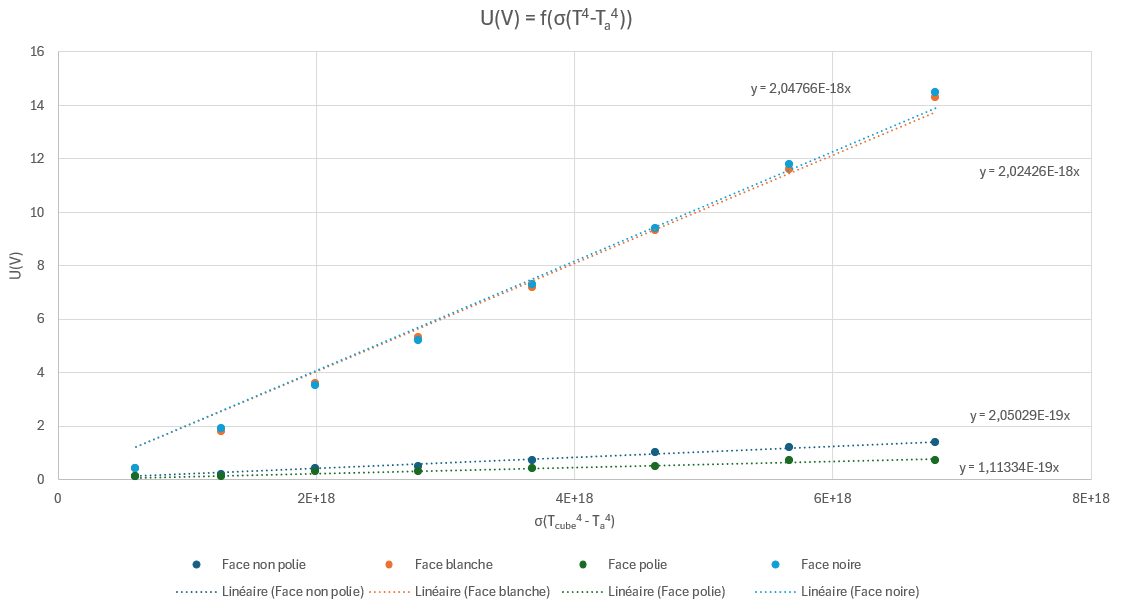 U(V) = f(σ(T⁴-Tₐ⁴))
16
14
12
10
8
6
4
2
0
U(V)
y = 2,04766E-18x
y = 2,02426E-18x
y = 2,05029E-19x
y = 1,11334E-19x
0 2E+18 4E+18 6E+18 8E+18
σ(T_cube⁴ - Tₐ⁴)
Face non polie Face blanche Face polie Face noire
Linéaire (Face non polie) Linéaire (Face blanche) Linéaire (Face polie) Linéaire (Face noire)